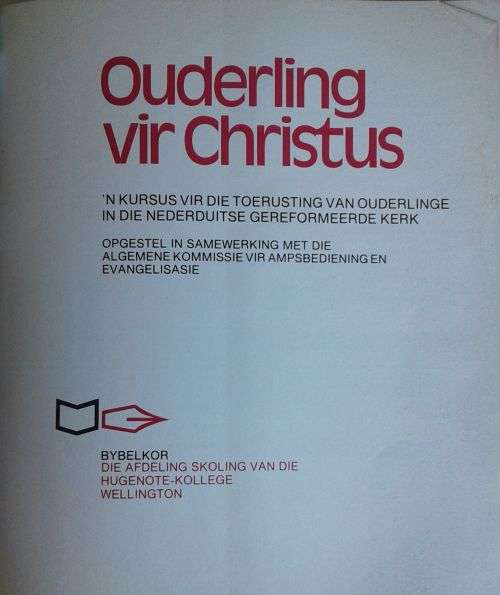 Ouderling
vir Christus
'N KURSUS VIR DIE TOERUSTING VAN OUDERLINGE
IN DIE NEDERDUITSE GEREFORMEERDE KERK
OPGESTEL IN SAMEWERKING MET DIE
ALGEMENE KOMMISSIE VIR AMPSBEDIENING EN
EVANGELISASIE
BYBELKOR
DIE AFDELING SKOLING VAN DIE
HUGENOTE-KOLLEGE
WELLINGTON